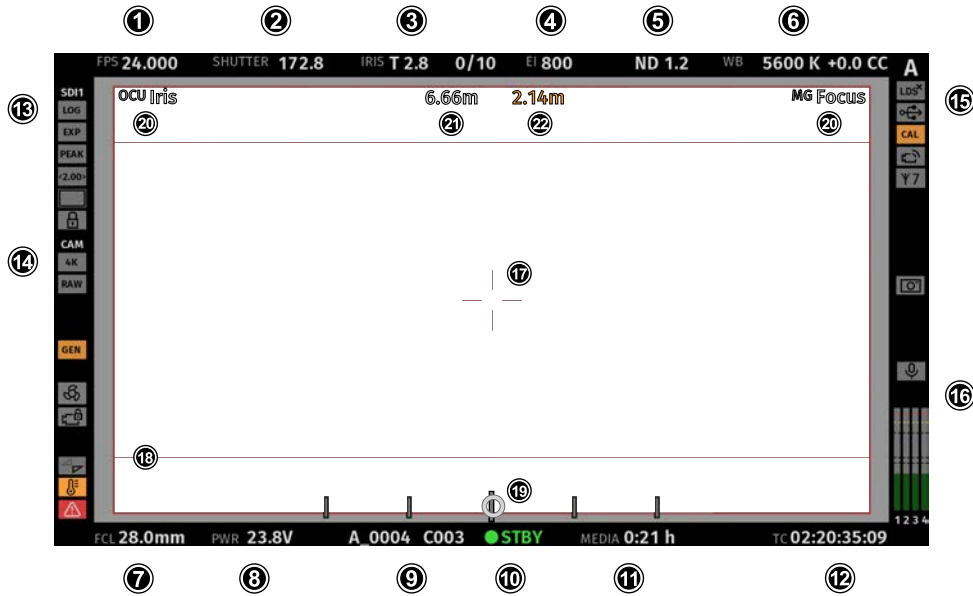 1 2 3 4 5 6
FPS 24.000 SHUTTER 172.8 IRIS T 2.8 0/10 EI 800 ND 1.2 WB 5600 K +0.0 CC A
13 SDI1 OCU Iris 6.66m 2.14m MG Focus LDSX 15
LOG 20 21 22 20
EXP CAL
PEAK
<2.00> 7
17
CAM
14 4K
RAW
GEN
16
18
19
1 2 3 4
FCL 28.0mm PWR 23.8V A_0004 C003 STBY MEDIA 0:21 h TC 02:20:35:09
7 8 9 10 11 12